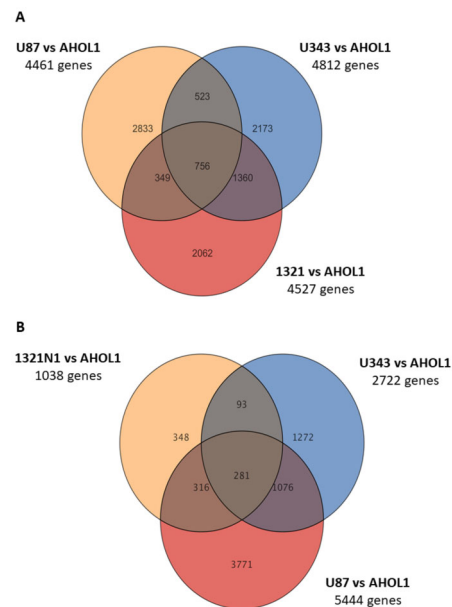 A
U87 vs AHOL1
4461 genes
U343 vs AHOL1
4812 genes
523
2833
2173
756
349
1360
2062
1321 vs AHOL1
4527 genes
B
1321N1 vs AHOL1
1038 genes
U343 vs AHOL1
2722 genes
93
348
1272
281
316
1076
3771
U87 vs AHOL1
5444 genes